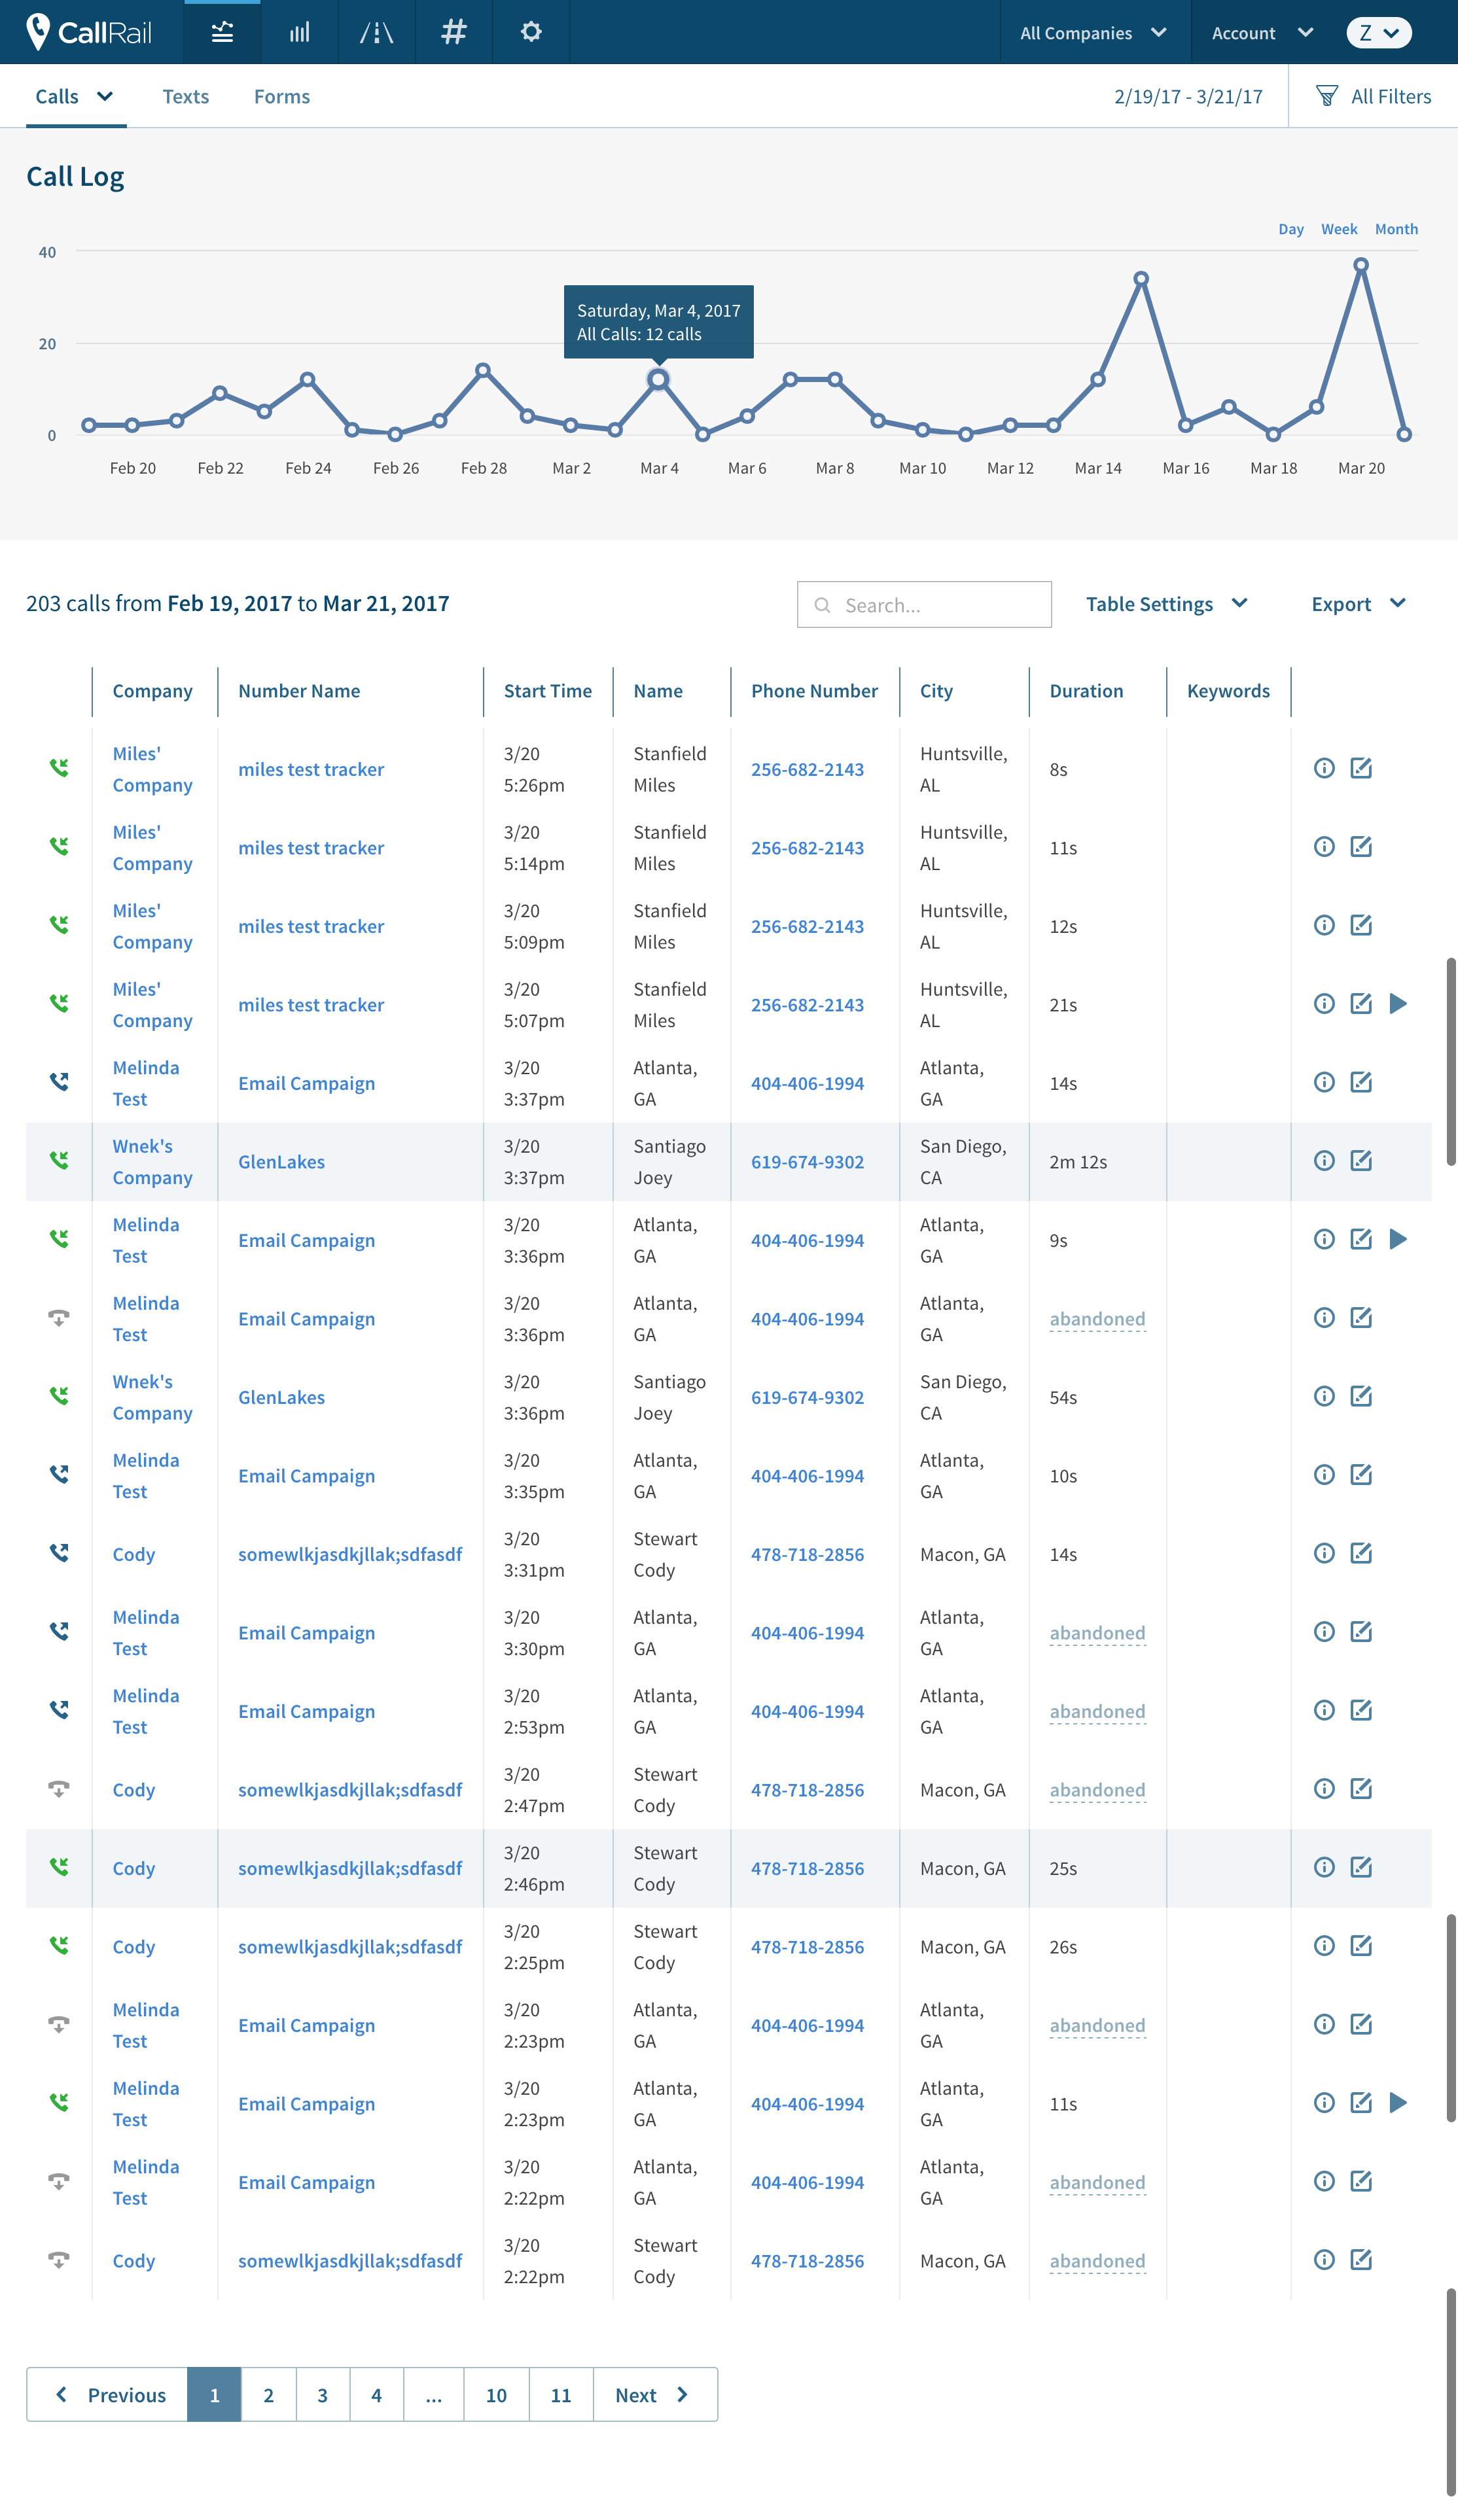 CallRail
All Companies
Account
Z
Calls
Texts
Forms
2/19/17 - 3/21/17
All Filters
Call Log
Day Week Month
40
20
0
Saturday, Mar 4, 2017
All Calls: 12 calls
Feb 20 Feb 22 Feb 24 Feb 26 Feb 28 Mar 2 Mar 4 Mar 6 Mar 8 Mar 10 Mar 12 Mar 14 Mar 16 Mar 18 Mar 20
203 calls from Feb 19, 2017 to Mar 21, 2017
Search...
Table Settings
Export
Company Number Name Start Time Name Phone Number City Duration Keywords
Miles' 3/20 Stanfield Huntsville,
miles test tracker 256-682-2143 8s
Company 5:26pm Miles AL
Miles' 3/20 Stanfield Huntsville,
miles test tracker 256-682-2143 11s
Company 5:14pm Miles AL
Miles' 3/20 Stanfield Huntsville,
miles test tracker 256-682-2143 12s
Company 5:09pm Miles AL
Miles' 3/20 Stanfield Huntsville,
miles test tracker 256-682-2143 21s
Company 5:07pm Miles AL
Melinda 3/20 Atlanta, Atlanta,
Email Campaign 404-406-1994 14s
Test 3:37pm GA GA
Wnek's 3/20 Santiago San Diego,
GlenLakes 619-674-9302 2m 12s
Company 3:37pm Joey CA
Melinda 3/20 Atlanta, Atlanta,
Email Campaign 404-406-1994 9s
Test 3:36pm GA GA
Melinda 3/20 Atlanta, Atlanta,
Email Campaign 404-406-1994 abandoned
Test 3:36pm GA GA
Wnek's 3/20 Santiago San Diego,
GlenLakes 619-674-9302 54s
Company 3:36pm Joey CA
Melinda 3/20 Atlanta, Atlanta,
Email Campaign 404-406-1994 10s
Test 3:35pm GA GA
3/20 Stewart
Cody somewlkjasdkjllak;sdfasdf 478-718-2856 Macon, GA 14s
3:31pm Cody
Melinda 3/20 Atlanta, Atlanta,
Email Campaign 404-406-1994 abandoned
Test 3:30pm GA GA
Melinda 3/20 Atlanta, Atlanta,
Email Campaign 404-406-1994 abandoned
Test 2:53pm GA GA
3/20 Stewart
Cody somewlkjasdkjllak;sdfasdf 478-718-2856 Macon, GA abandoned
2:47pm Cody
3/20 Stewart
Cody somewlkjasdkjllak;sdfasdf 478-718-2856 Macon, GA 25s
2:46pm Cody
3/20 Stewart
Cody somewlkjasdkjllak;sdfasdf 478-718-2856 Macon, GA 26s
2:25pm Cody
Melinda 3/20 Atlanta, Atlanta,
Email Campaign 404-406-1994 abandoned
Test 2:23pm GA GA
Melinda 3/20 Atlanta, Atlanta,
Email Campaign 404-406-1994 11s
Test 2:23pm GA GA
Melinda 3/20 Atlanta, Atlanta,
Email Campaign 404-406-1994 abandoned
Test 2:22pm GA GA
3/20 Stewart
Cody somewlkjasdkjllak;sdfasdf 478-718-2856 Macon, GA abandoned
2:22pm Cody
Previous 1 2 3 4 ... 10 11 Next